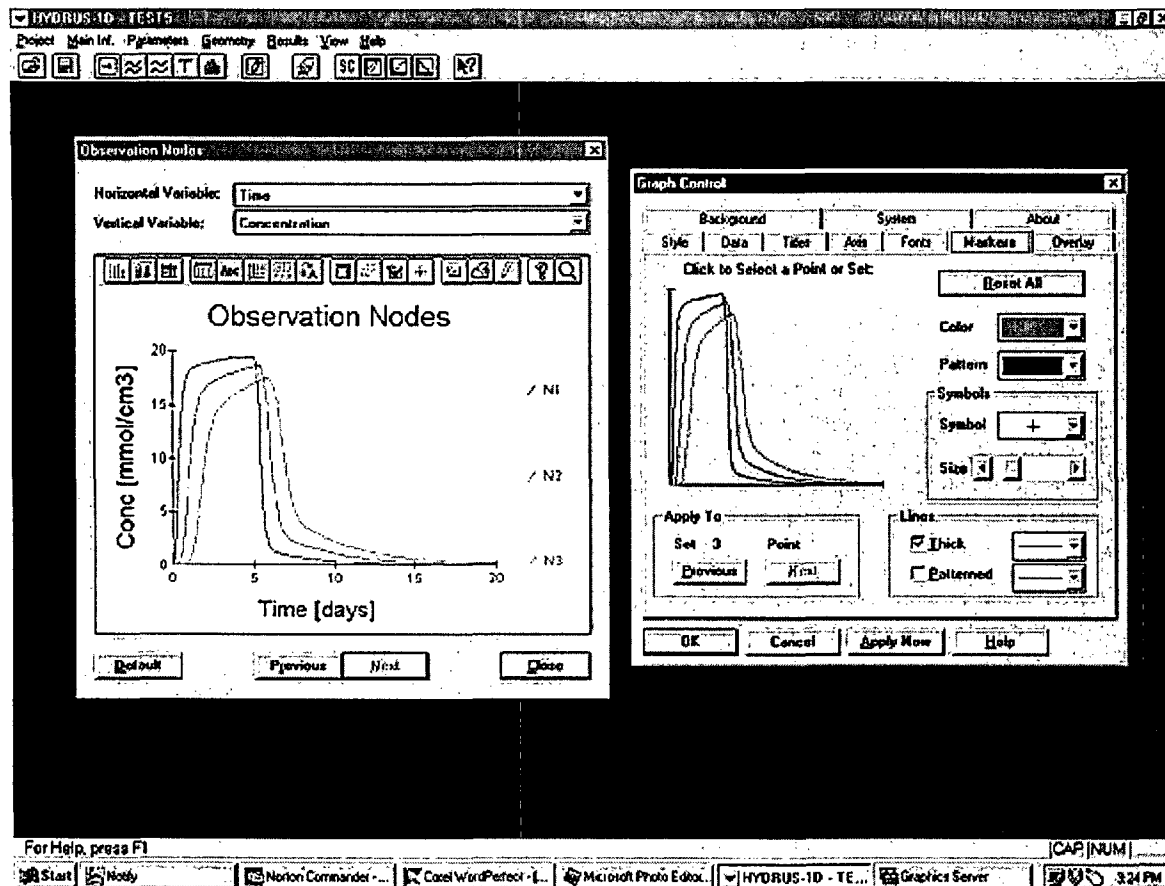 HYDRUS-1D - TEST5
Project Main Inf. Parameters Geometry Results View Help
SC
Observation Nodes
Horizontal Variable: Time
Vertical Variable: Concentration
Abc
Observation Nodes
Conc [mmol/cm3]
20
15
10
5
0
N1
N2
N3
0 5 10 15 20
Time [days]
Default Previous Next Close
Graph Control
Background System About
Style Data Titles Axis Fonts Markers Overlay
Click to Select a Point or Set:
Reset All
Color
Pattern
Symbols
Symbol
Size
Apply To
Set 3 Point
Previous Next
Lines
Thick
Patterned
OK Cancel Apply Now Help
For Help, press F1
CAP NUM
Start Notify Norton Commander -... Corel WordPerfect - [... Microsoft Photo Editor... HYDRUS-1D - TE... Graphics Server 3:24 PM